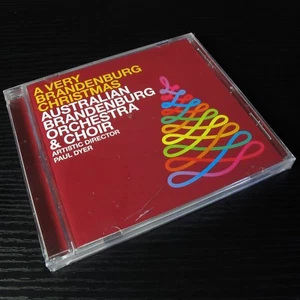 A VERY
BRANDENBURG
CHRISTMAS
AUSTRALIAN
BRANDENBURG
ORCHESTRA
& CHOIR
ARTISTIC DIRECTOR
PAUL DYER